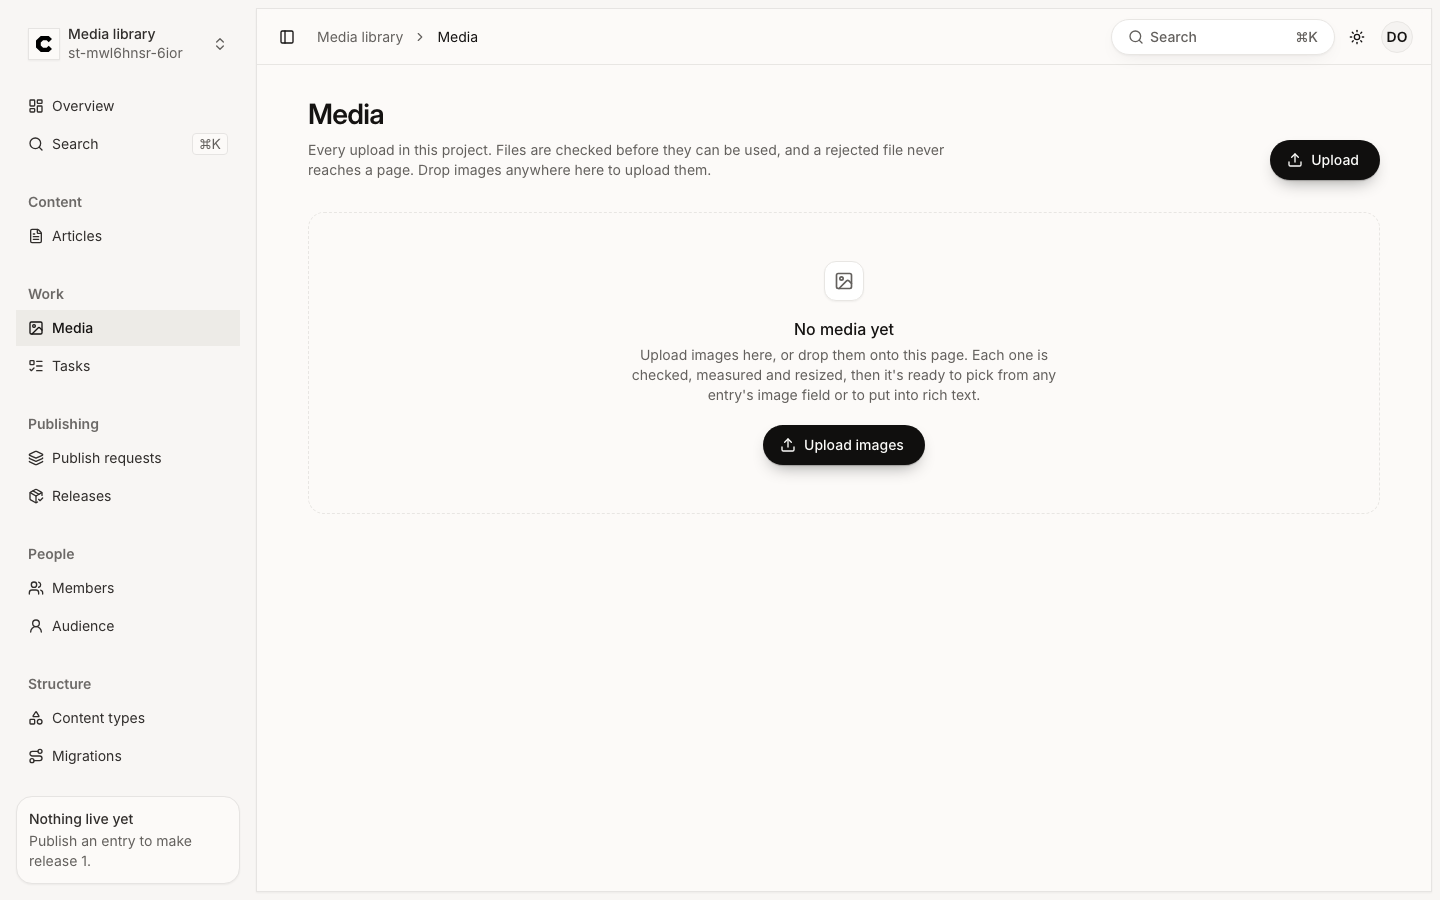 Media library
st-mwl6hnsr-6ior
Overview
Search ⌘K
Content
Articles
Work
Media
Tasks
Publishing
Publish requests
Releases
People
Members
Audience
Structure
Content types
Migrations
Nothing live yet
Publish an entry to make
release 1.
Media library > Media
Search ⌘K
DO
Media
Every upload in this project. Files are checked before they can be used, and a rejected file never
reaches a page. Drop images anywhere here to upload them.
Upload
No media yet
Upload images here, or drop them onto this page. Each one is
checked, measured and resized, then it's ready to pick from any
entry's image field or to put into rich text.
Upload images